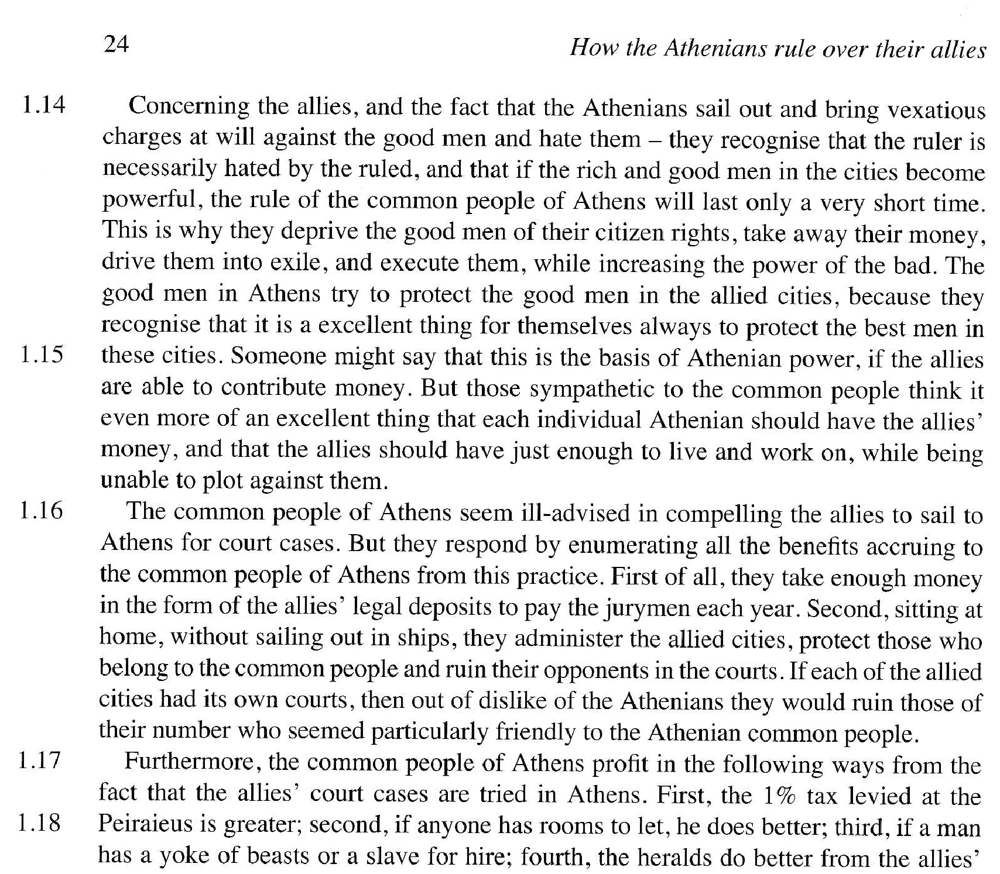 24 How the Athenians rule over their allies
1.14 Concerning the allies, and the fact that the Athenians sail out and bring vexatious
charges at will against the good men and hate them – they recognise that the ruler is
necessarily hated by the ruled, and that if the rich and good men in the cities become
powerful, the rule of the common people of Athens will last only a very short time.
This is why they deprive the good men of their citizen rights, take away their money,
drive them into exile, and execute them, while increasing the power of the bad. The
good men in Athens try to protect the good men in the allied cities, because they
recognise that it is a excellent thing for themselves always to protect the best men in
1.15 these cities. Someone might say that this is the basis of Athenian power, if the allies
are able to contribute money. But those sympathetic to the common people think it
even more of an excellent thing that each individual Athenian should have the allies’
money, and that the allies should have just enough to live and work on, while being
unable to plot against them.
1.16 The common people of Athens seem ill-advised in compelling the allies to sail to
Athens for court cases. But they respond by enumerating all the benefits accruing to
the common people of Athens from this practice. First of all, they take enough money
in the form of the allies’ legal deposits to pay the jurymen each year. Second, sitting at
home, without sailing out in ships, they administer the allied cities, protect those who
belong to the common people and ruin their opponents in the courts. If each of the allied
cities had its own courts, then out of dislike of the Athenians they would ruin those of
their number who seemed particularly friendly to the Athenian common people.
1.17 Furthermore, the common people of Athens profit in the following ways from the
fact that the allies’ court cases are tried in Athens. First, the 1% tax levied at the
1.18 Peiraieus is greater; second, if anyone has rooms to let, he does better; third, if a man
has a yoke of beasts or a slave for hire; fourth, the heralds do better from the allies’